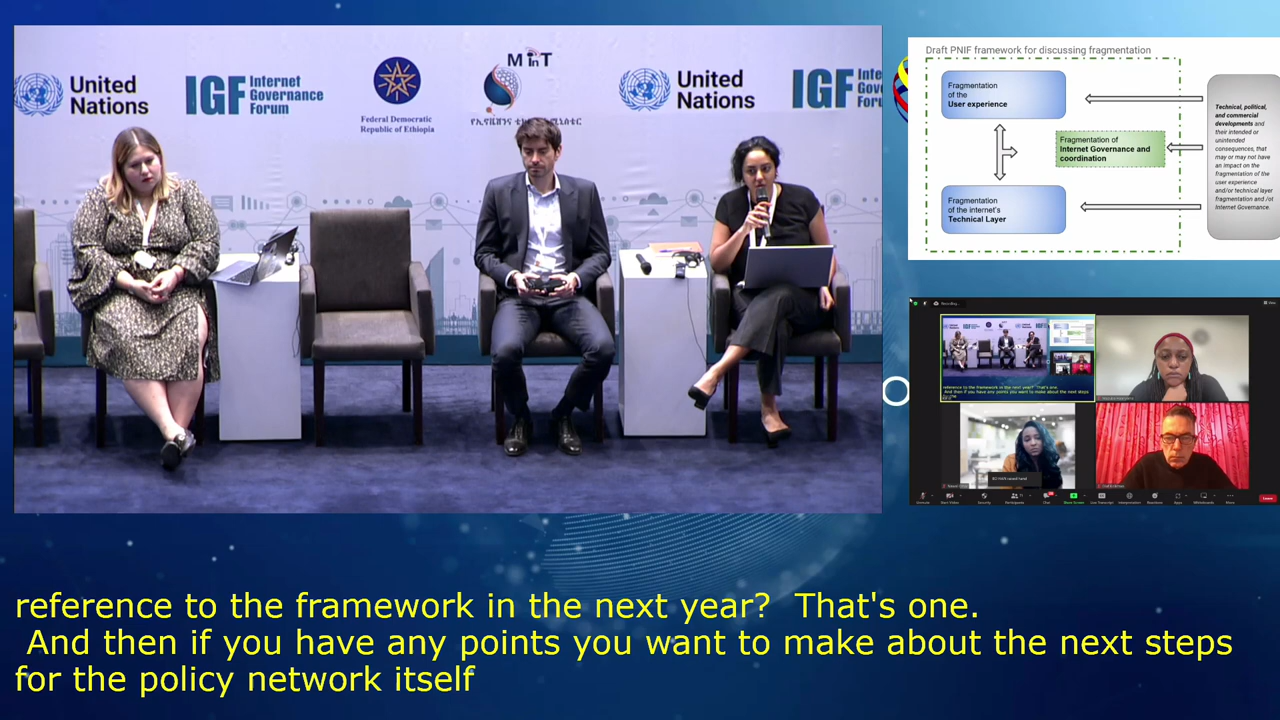 United
Nations
IGF Internet
Governance
Forum
Federal Democratic
Republic of Ethiopia
MinT
United
Nations
IGF Inte
Gove
Foru
Draft PNIF framework for discussing fragmentation
Fragmentation
of the
User experience
Fragmentation of
Internet Governance and
coordination
Fragmentation
of the internet's
Technical Layer
Technical, political,
and commercial
developments and
their intended or
unintended
consequences, that
may or may not have
an impact on the
fragmentation of the
user experience
and/or technical layer
fragmentation and /ot
Internet Governance.
reference to the framework in the next year? That's one.
And then if you have any points you want to make about the next steps
for the policy network itself